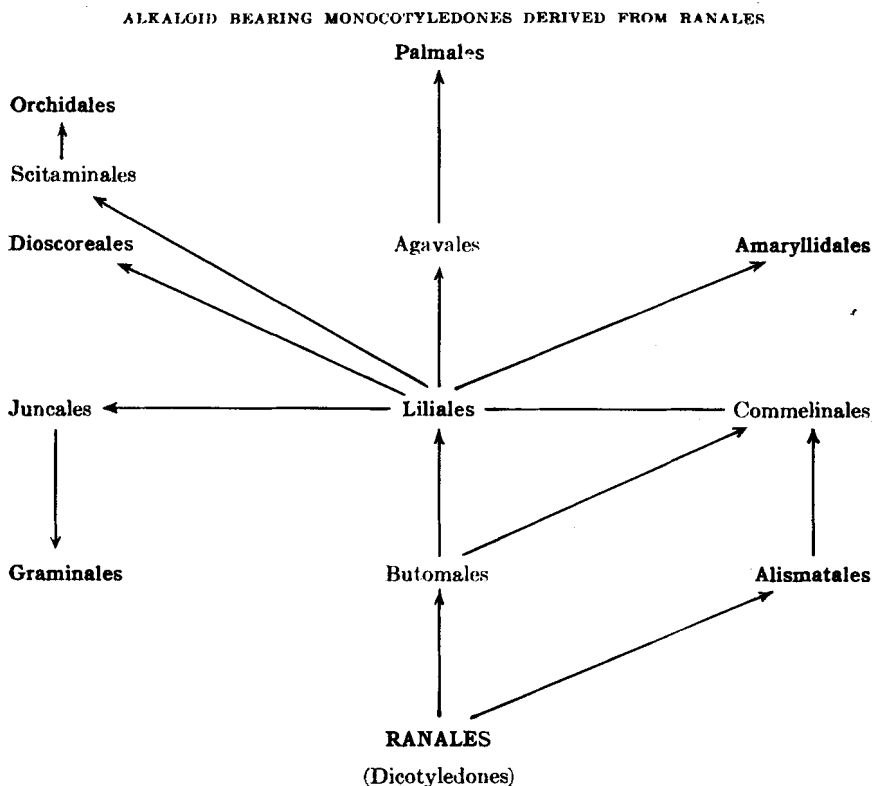 ALKALOID BEARING MONOCOTYLEDONES DERIVED FROM RANALES
Palmales
Orchidales
Scitaminales
Dioscoreales
Agavales
Amaryllidales
Juncales
Liliales
Commelinales
Graminales
Butomales
Alismatales
RANALES
(Dicotyledones)